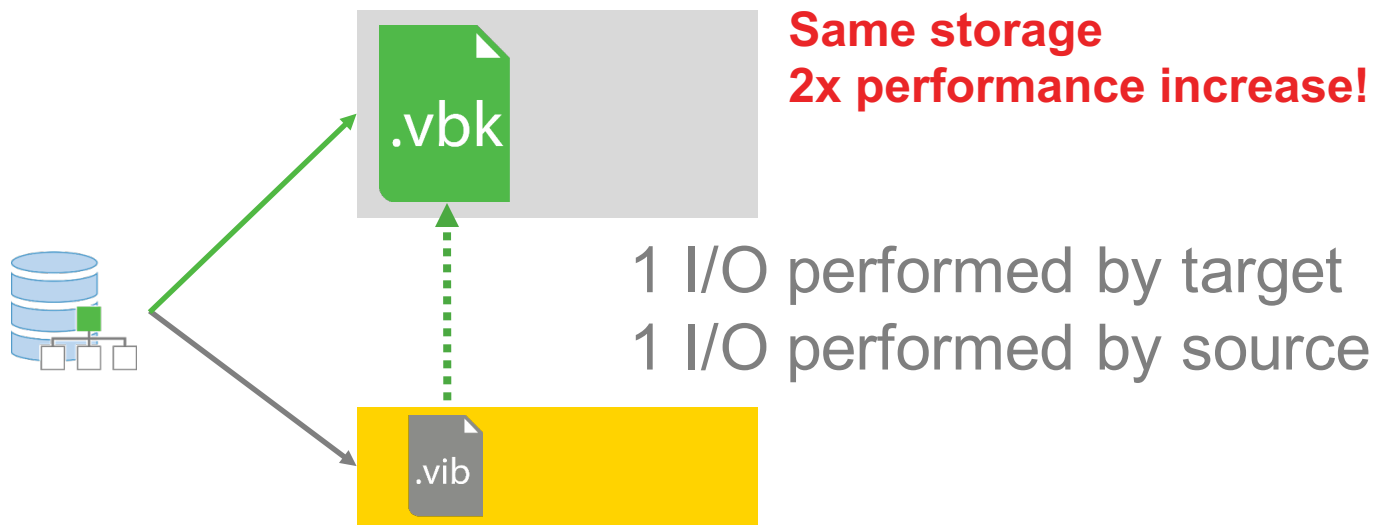 Same storage
2x performance increase!
.vbk
1 I/O performed by target
1 I/O performed by source
.vib